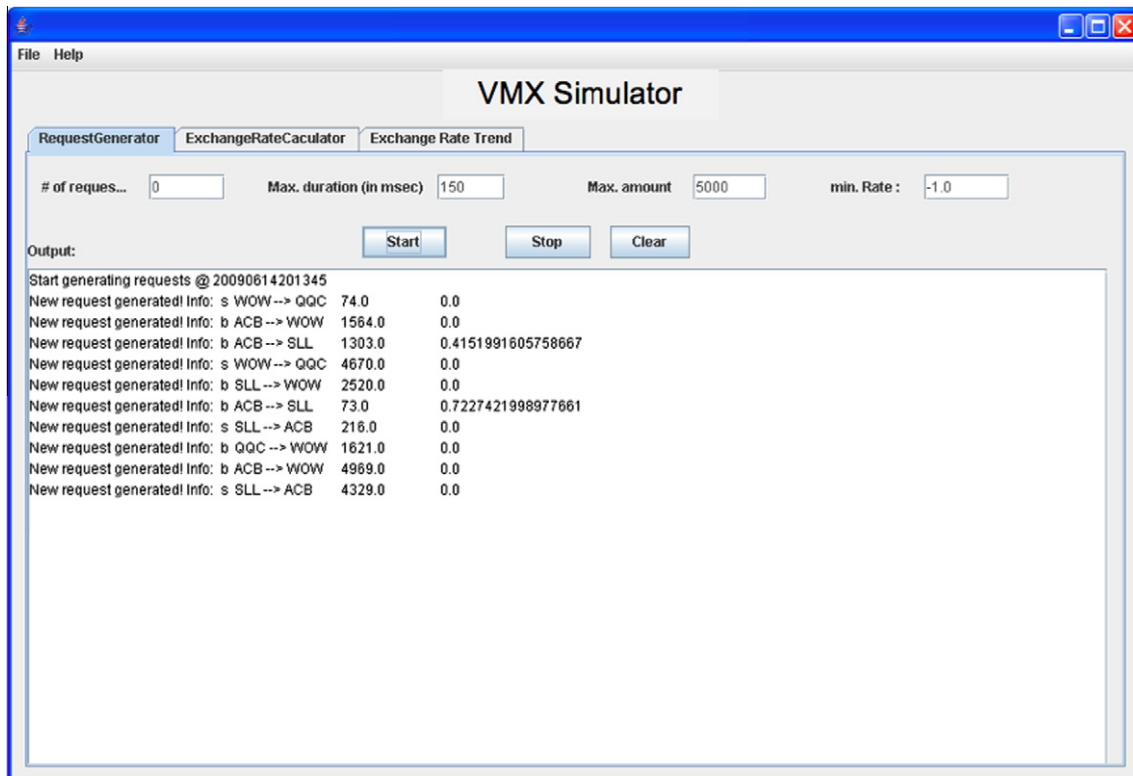 File Help
VMX Simulator
RequestGenerator ExchangeRateCaculator Exchange Rate Trend
# of reques... 0 Max. duration (in msec) 150 Max. amount 5000 min. Rate : -1.0
Output: Start Stop Clear
Start generating requests @ 20090614201345
New request generated! Info: s WOW --> QQC 74.0 0.0
New request generated! Info: b ACB --> WOW 1564.0 0.0
New request generated! Info: b ACB --> SLL 1303.0 0.4151991605758667
New request generated! Info: s WOW --> QQC 4670.0 0.0
New request generated! Info: b SLL --> WOW 2520.0 0.0
New request generated! Info: b ACB --> SLL 73.0 0.7227421998977661
New request generated! Info: s SLL --> ACB 216.0 0.0
New request generated! Info: b QQC --> WOW 1621.0 0.0
New request generated! Info: b ACB --> WOW 4969.0 0.0
New request generated! Info: s SLL --> ACB 4329.0 0.0